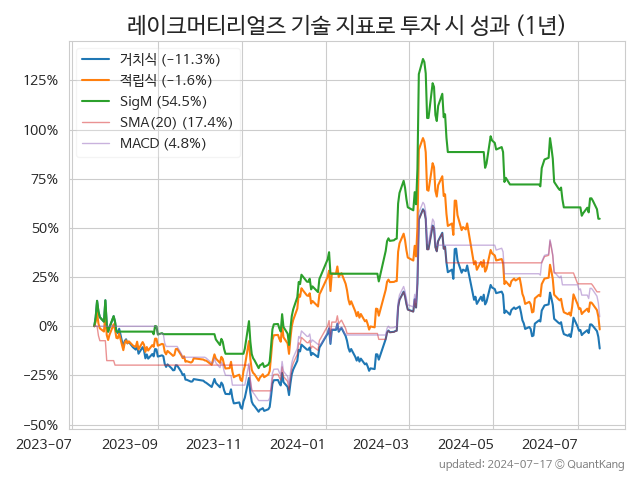 레이크머티리얼즈 기술 지표로 투자 시 성과 (1년)
거치식 (−11.3%)
적립식 (−1.6%)
SigM (54.5%)
SMA(20) (17.4%)
MACD (4.8%)
125%
100%
75%
50%
25%
0%
−25%
−50%
2023-07 2023-09 2023-11 2024-01 2024-03 2024-05 2024-07
updated: 2024-07-17 © QuantKang